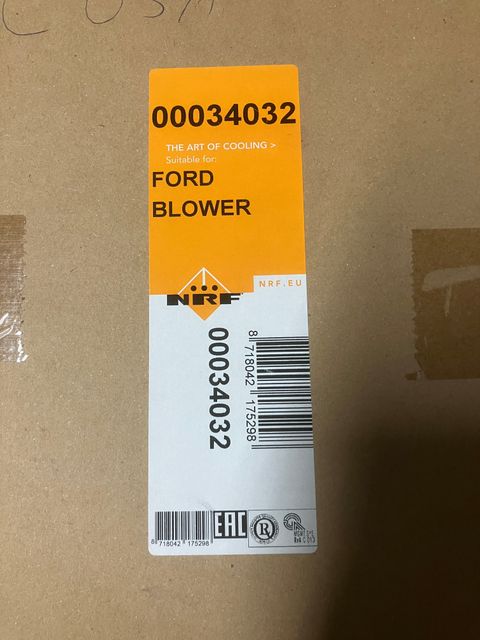 C USA
00034032
THE ART OF COOLING >
Suitable for:
FORD
BLOWER
NRF.EU
NRF
00034032
8 718042 175298
8 718042 175298
EAC
R